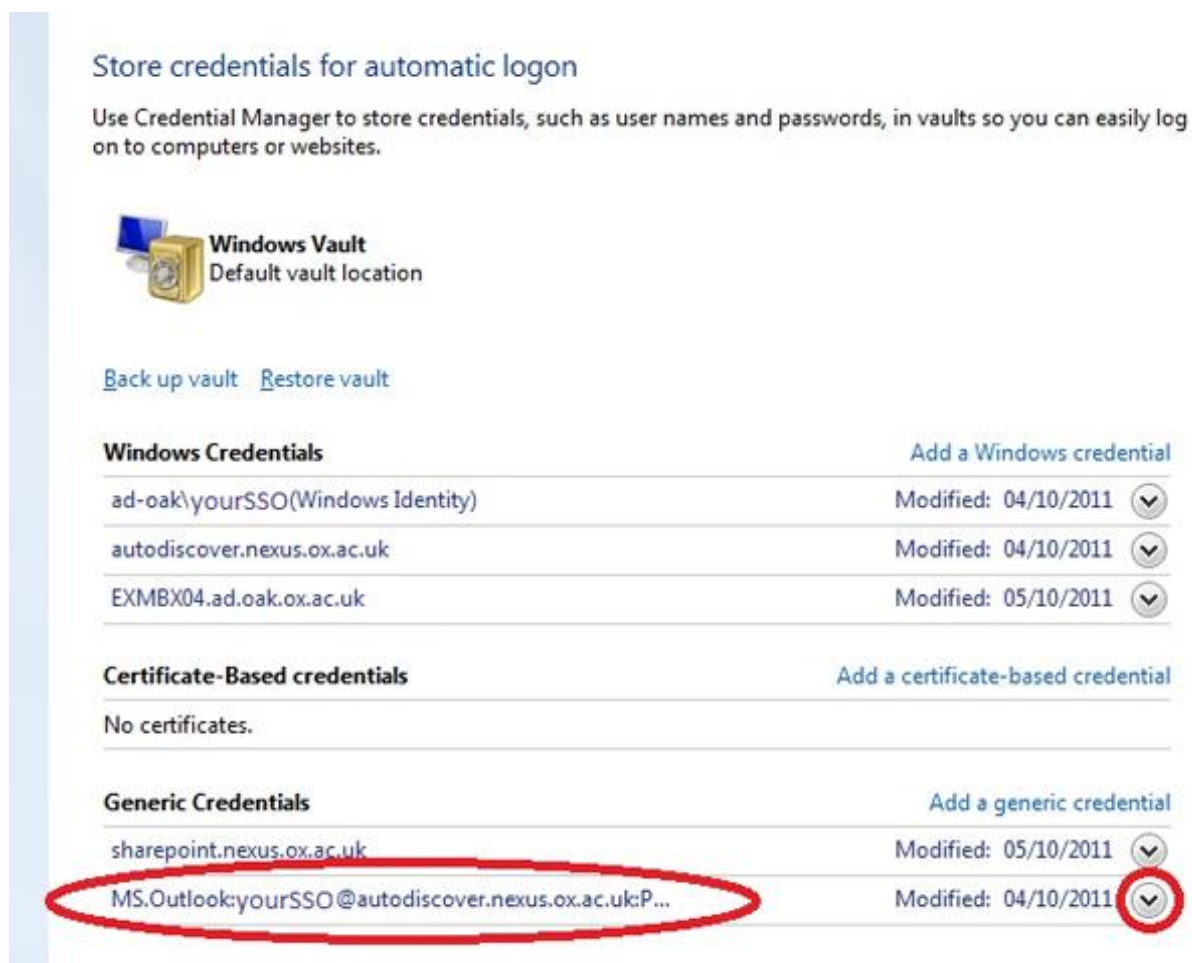 Store credentials for automatic logon
Use Credential Manager to store credentials, such as user names and passwords, in vaults so you can easily log
on to computers or websites.
Windows Vault
Default vault location
Back up vault Restore vault
Windows Credentials Add a Windows credential
ad-oak\yourSSO(Windows Identity) Modified: 04/10/2011
autodiscover.nexus.ox.ac.uk Modified: 04/10/2011
EXMBX04.ad.oak.ox.ac.uk Modified: 05/10/2011
Certificate-Based credentials Add a certificate-based credential
No certificates.
Generic Credentials Add a generic credential
sharepoint.nexus.ox.ac.uk Modified: 05/10/2011
MS.Outlook:yourSSO@autodiscover.nexus.ox.ac.uk:P... Modified: 04/10/2011